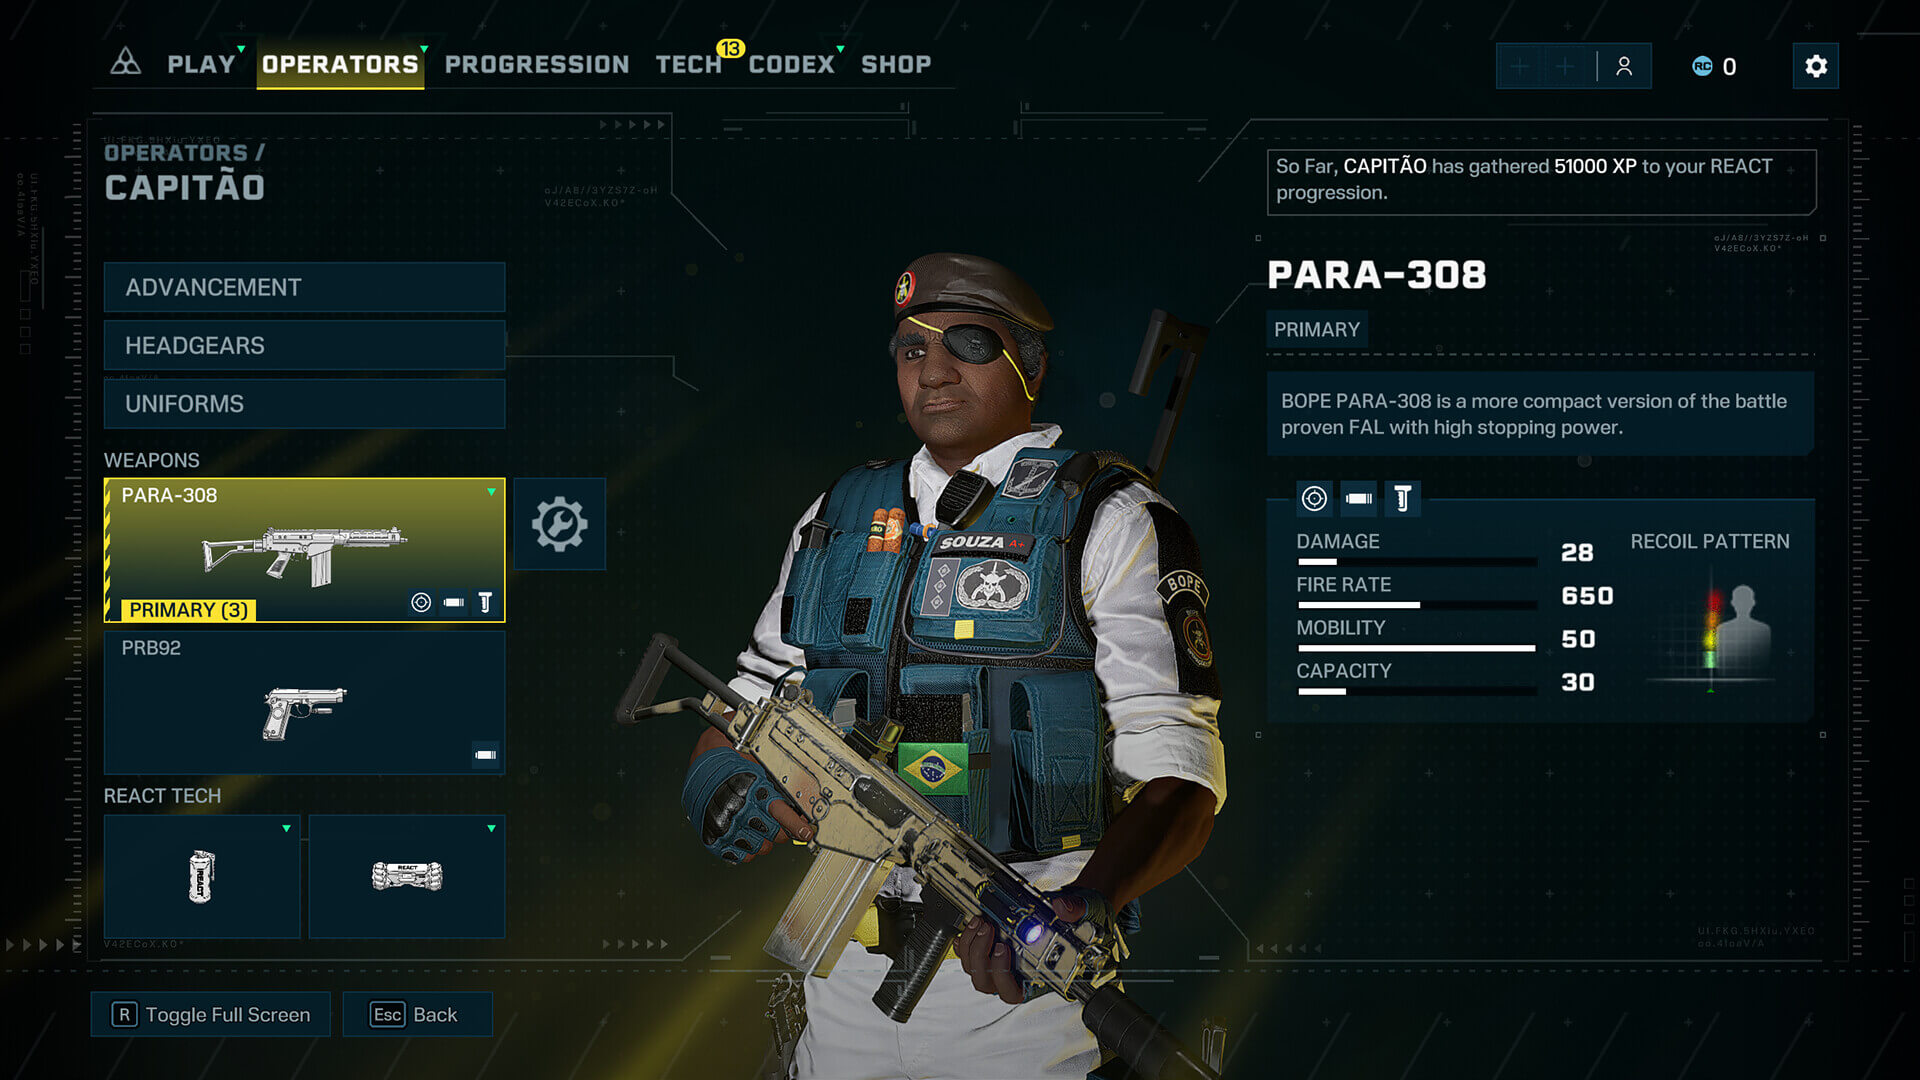 PLAY
OPERATORS
PROGRESSION
TECH
13
CODEX
SHOP
RC 0
OPERATORS /
CAPITÃO
ADVANCEMENT
HEADGEARS
UNIFORMS
WEAPONS
PARA-308
PRIMARY (3)
PRB92
REACT TECH
REACT
REACT
R Toggle Full Screen
Esc Back
SOUZA A+
BOPE
So Far, CAPITÃO has gathered 51000 XP to your REACT
progression.
PARA-308
PRIMARY
BOPE PARA-308 is a more compact version of the battle
proven FAL with high stopping power.
DAMAGE 28
FIRE RATE 650
MOBILITY 50
CAPACITY 30
RECOIL PATTERN